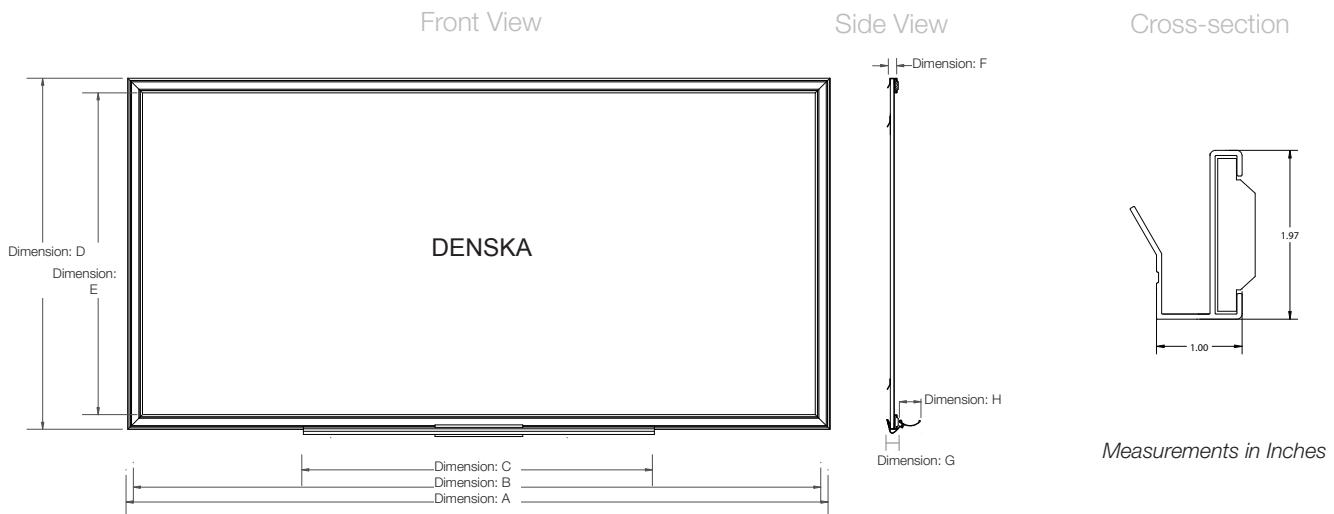 Front View
Side View
Cross-section
Dimension: F
Dimension: D
Dimension:
E
DENSKA
1.97
1.00
Dimension: H
Dimension: G
Dimension: C
Dimension: B
Dimension: A
Measurements in Inches